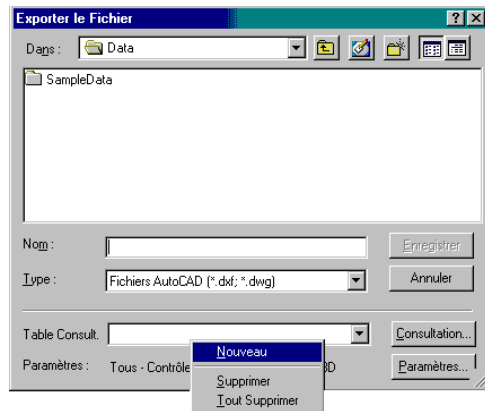 Exporter le Fichier
Dans : Data
SampleData
Nom : Enregistrer
Type : Fichiers AutoCAD (*.dxf; *.dwg) Annuler
Table Consult. Consultation...
Nouveau
Paramètres : Tous - Contrôle 3D Paramètres...
Supprimer
Tout Supprimer